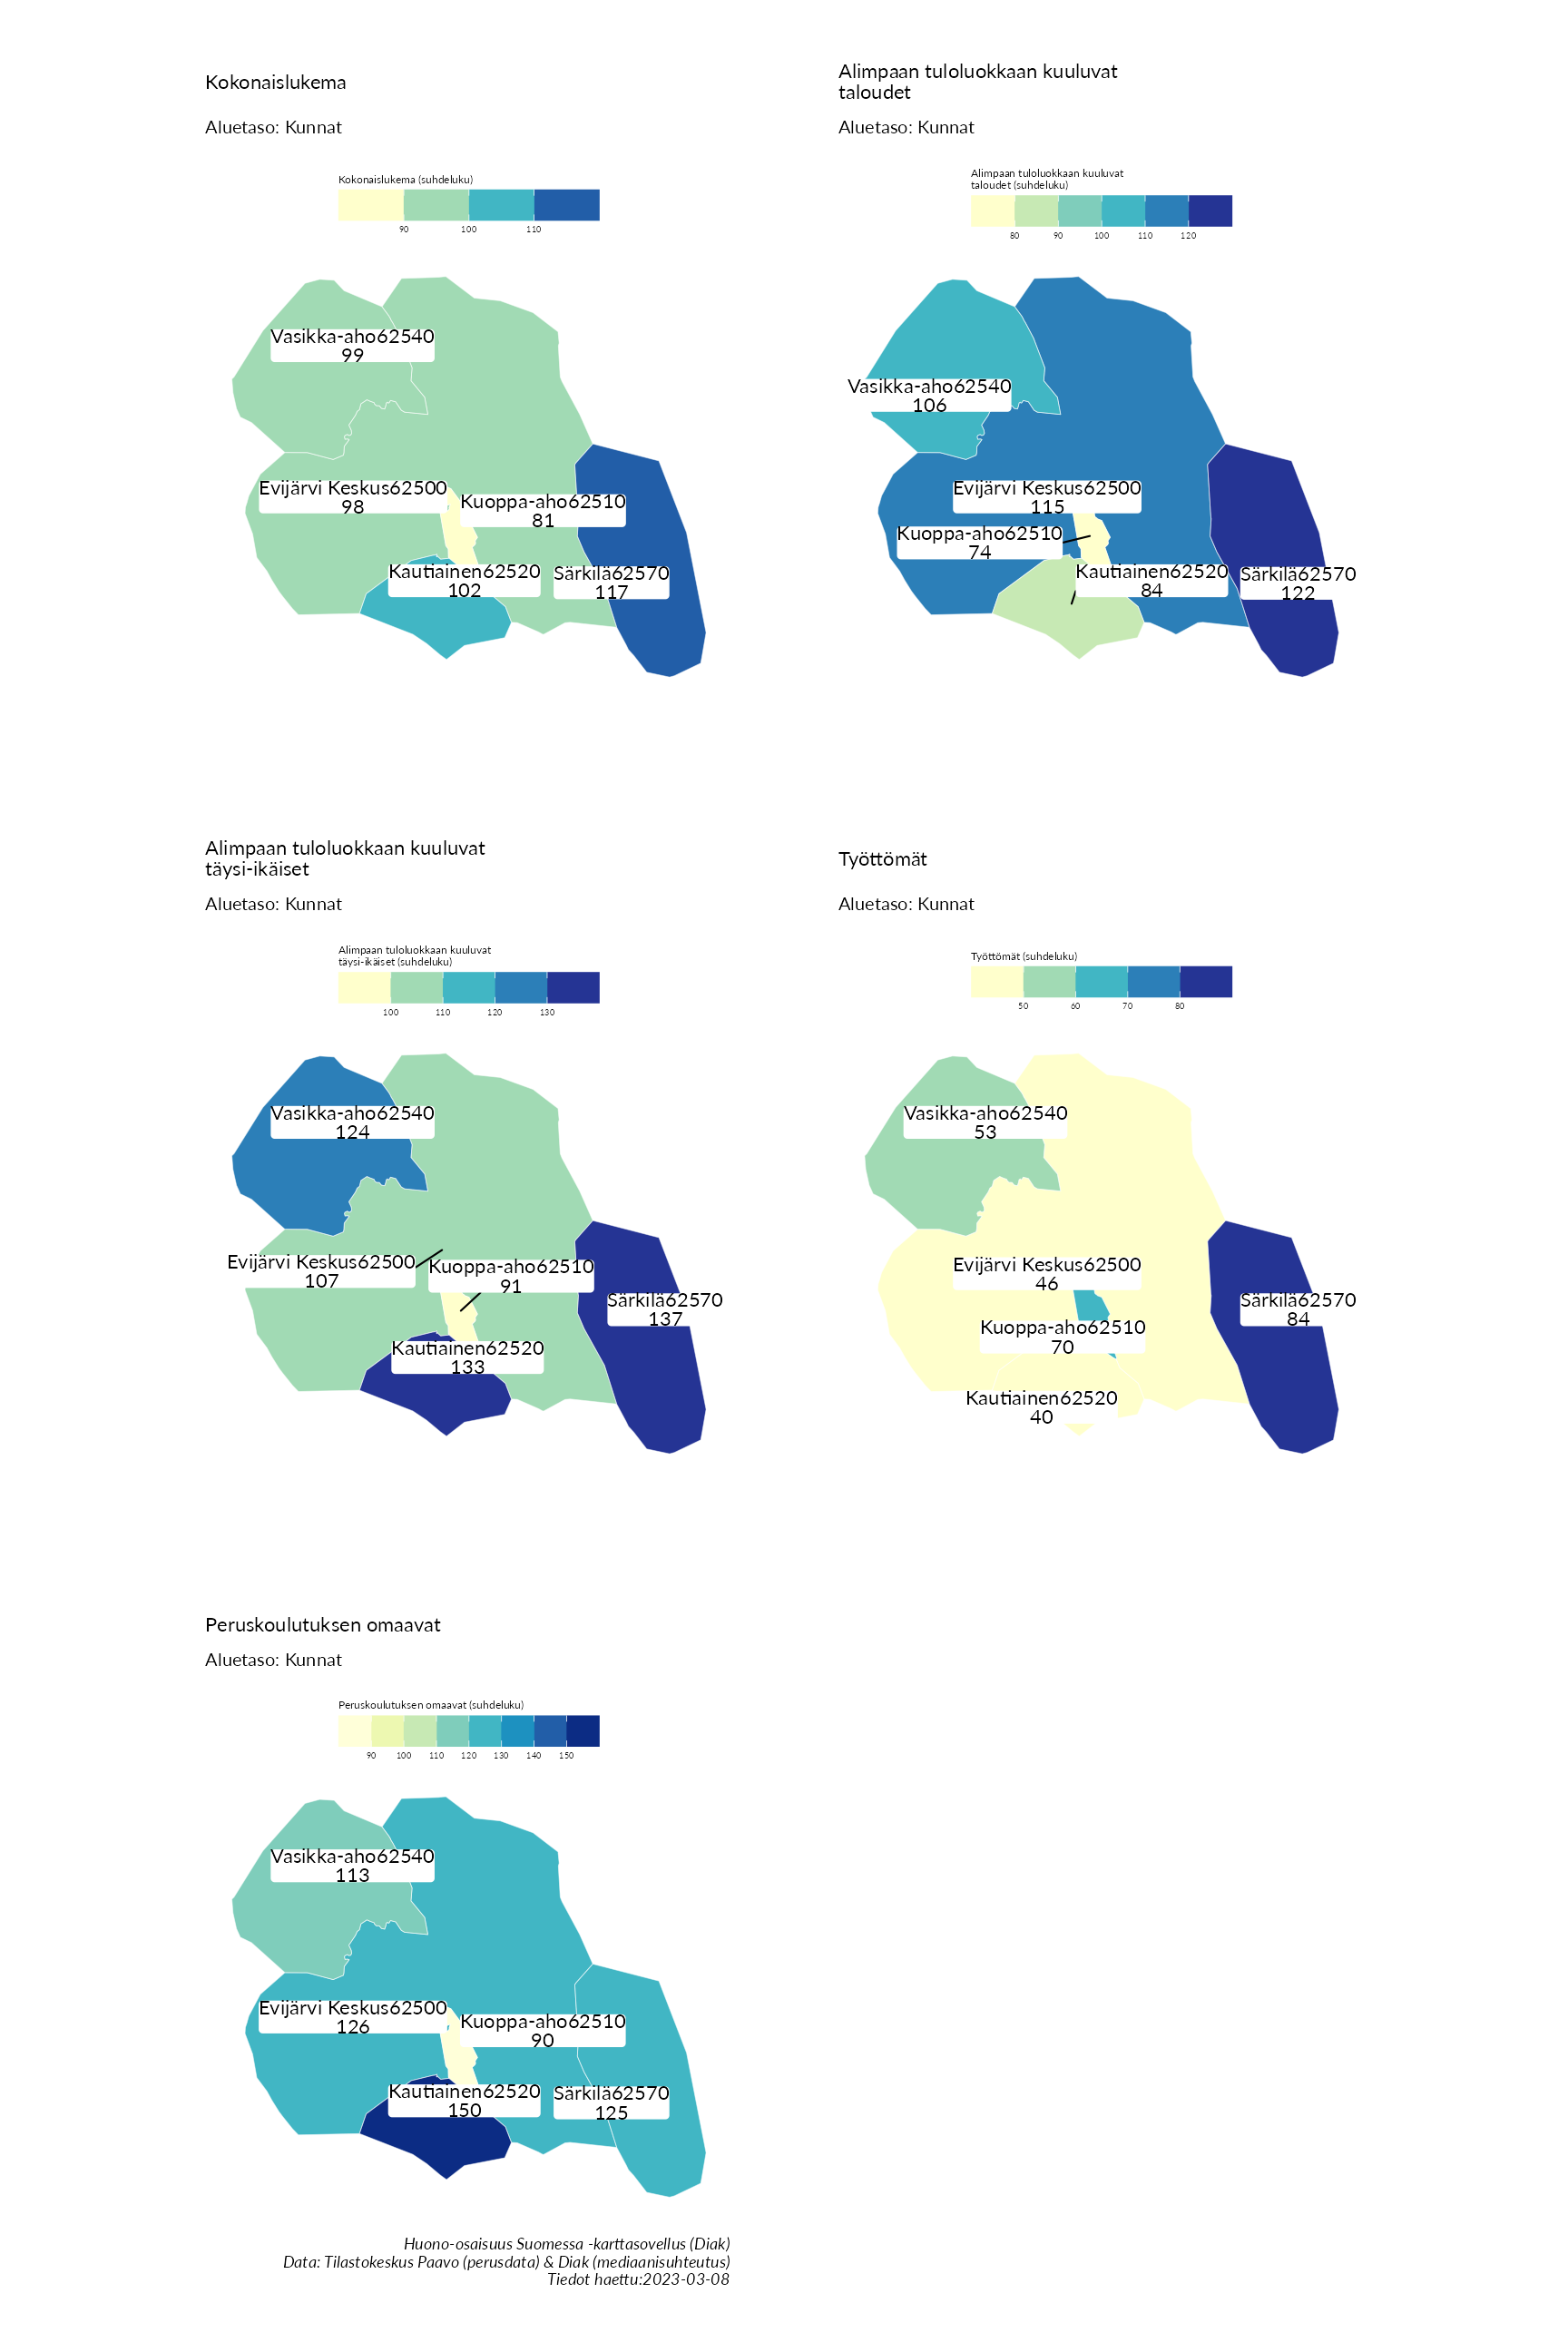 Kokonaislukema
Aluetaso: Kunnat
Kokonaislukema (suhdeluku)
90 100 110
Vasikka-aho62540
99
Evijärvi Keskus62500
98
Kuoppa-aho62510
81
Kautiainen62520
102
Särkilä62570
117
Alimpaan tuloluokkaan kuuluvat
taloudet
Aluetaso: Kunnat
Alimpaan tuloluokkaan kuuluvat
taloudet (suhdeluku)
80 90 100 110 120
Vasikka-aho62540
106
Evijärvi Keskus62500
115
Kuoppa-aho62510
74
Kautiainen62520
84
Särkilä62570
122
Alimpaan tuloluokkaan kuuluvat
täysi-ikäiset
Aluetaso: Kunnat
Alimpaan tuloluokkaan kuuluvat
täysi-ikäiset (suhdeluku)
100 110 120 130
Vasikka-aho62540
124
Evijärvi Keskus62500
107
Kuoppa-aho62510
91
Särkilä62570
137
Kautiainen62520
133
Työttömät
Aluetaso: Kunnat
Työttömät (suhdeluku)
50 60 70 80
Vasikka-aho62540
53
Evijärvi Keskus62500
46
Särkilä62570
84
Kuoppa-aho62510
70
Kautiainen62520
40
Peruskoulutuksen omaavat
Aluetaso: Kunnat
Peruskoulutuksen omaavat (suhdeluku)
90 100 110 120 130 140 150
Vasikka-aho62540
113
Evijärvi Keskus62500
126
Kuoppa-aho62510
90
Kautiainen62520
150
Särkilä62570
125
Huono-osaisuus Suomessa -karttasovellus (Diak)
Data: Tilastokeskus Paavo (perusdata) & Diak (mediaanisuhteutus)
Tiedot haettu:2023-03-08